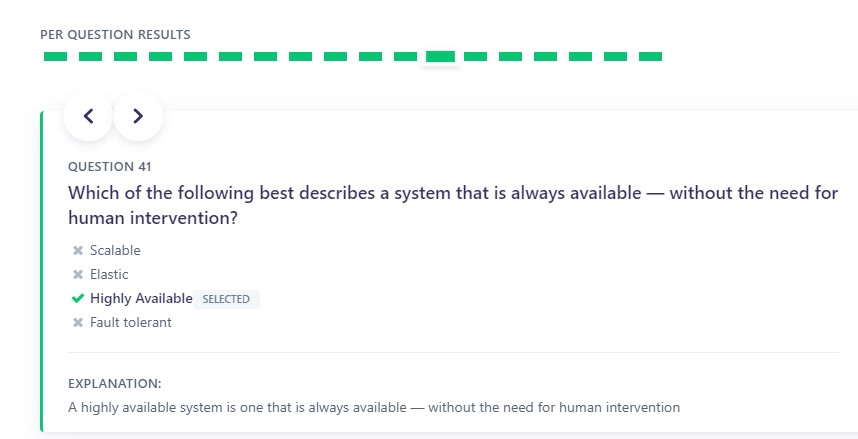 PER QUESTION RESULTS
QUESTION 41
Which of the following best describes a system that is always available — without the need for
human intervention?
Scalable
Elastic
Highly Available SELECTED
Fault tolerant
EXPLANATION:
A highly available system is one that is always available — without the need for human intervention